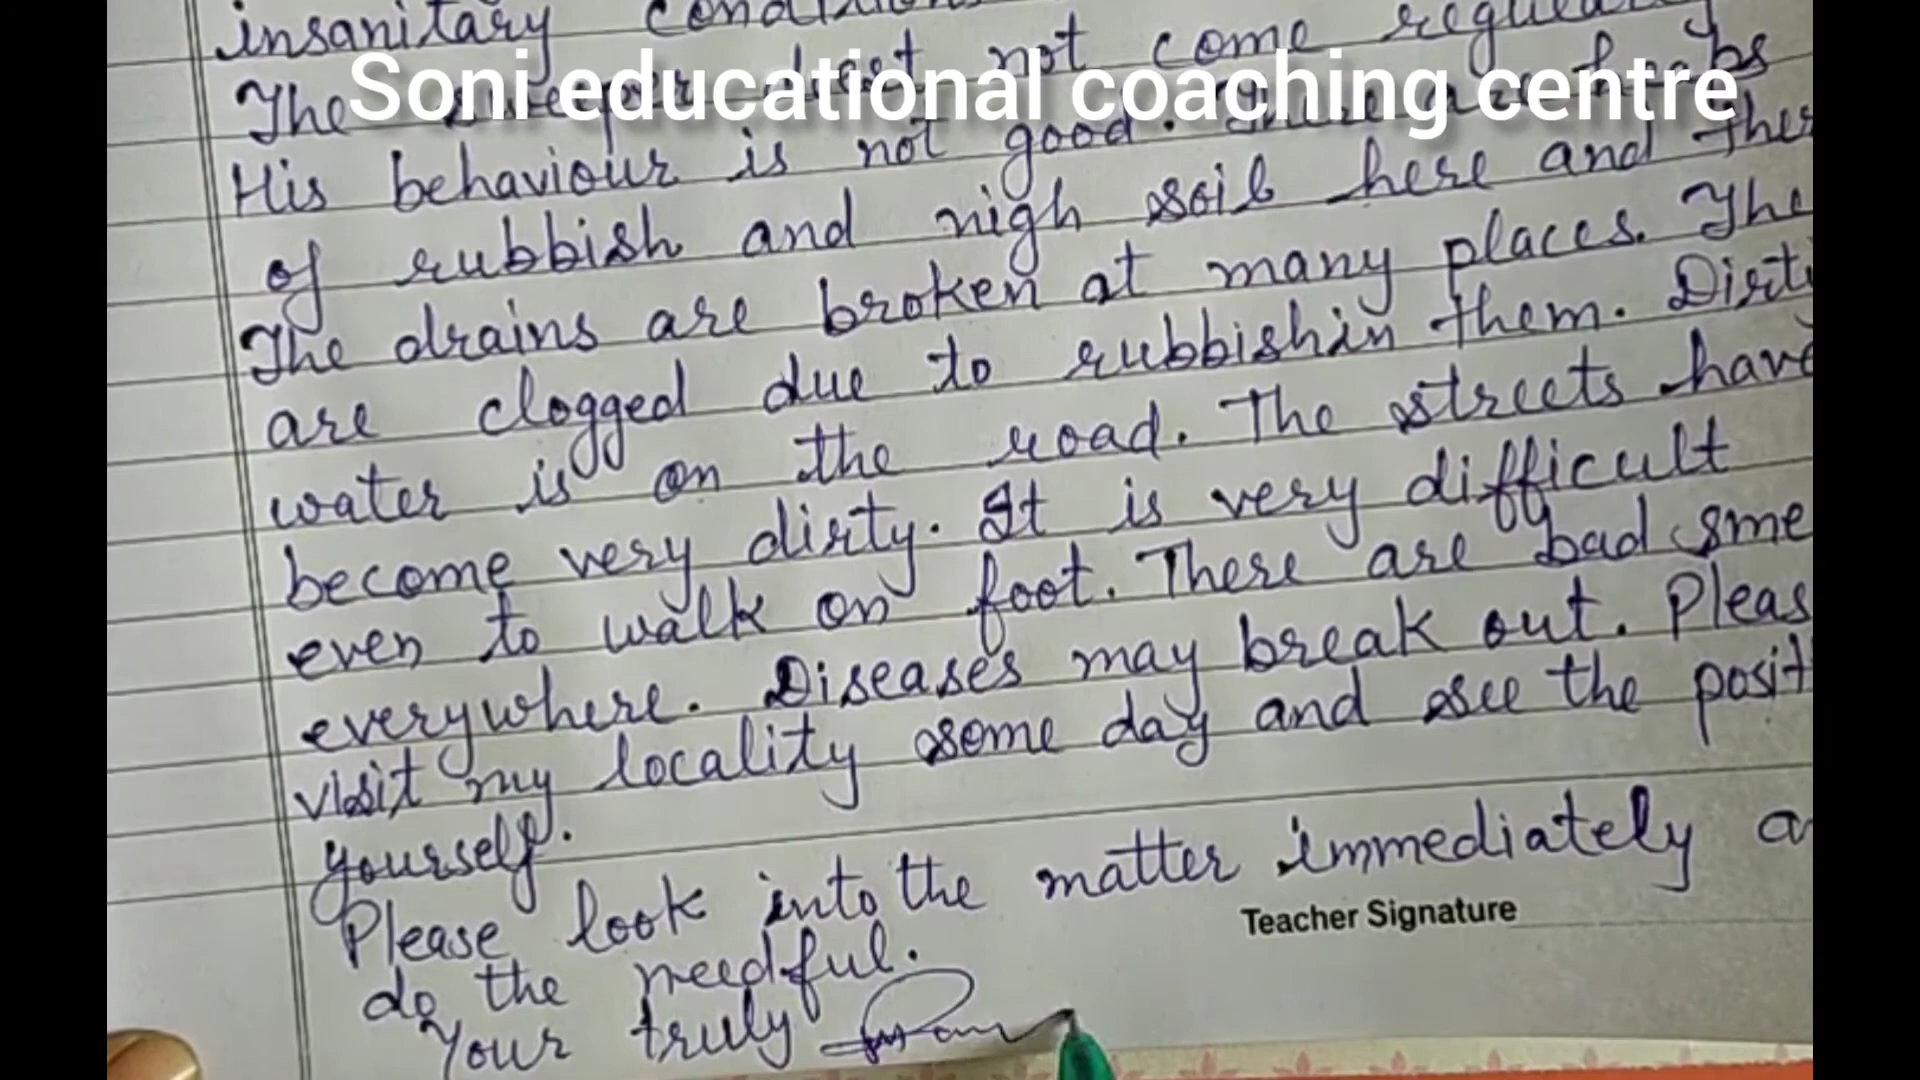 insanitary conditions
Soni educational coaching centre
The not come
His behaviour is not good.
of rubbish and nigh soil here and
The drains are broken at many places. The
are clogged due to rubbishin them.
water is on the road. The streets have
become very dirty. It is very difficult
even to walk on foot. There are bad sme
everywhere. Diseases may break out. Pleas
visit my locality some day and see the posit
yourself.
Please look into the matter immediately a
Teacher Signature
do the needful.
Your truly